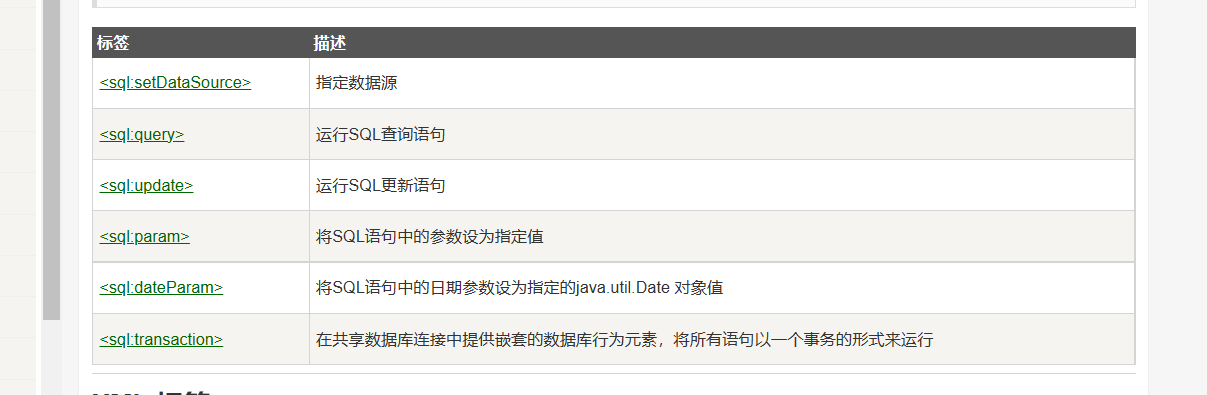 标签 描述
<sql:setDataSource> 指定数据源
<sql:query> 运行SQL查询语句
<sql:update> 运行SQL更新语句
<sql:param> 将SQL语句中的参数设为指定值
<sql:dateParam> 将SQL语句中的日期参数设为指定的java.util.Date 对象值
<sql:transaction> 在共享数据库连接中提供嵌套的数据库行为元素，将所有语句以一个事务的形式来运行